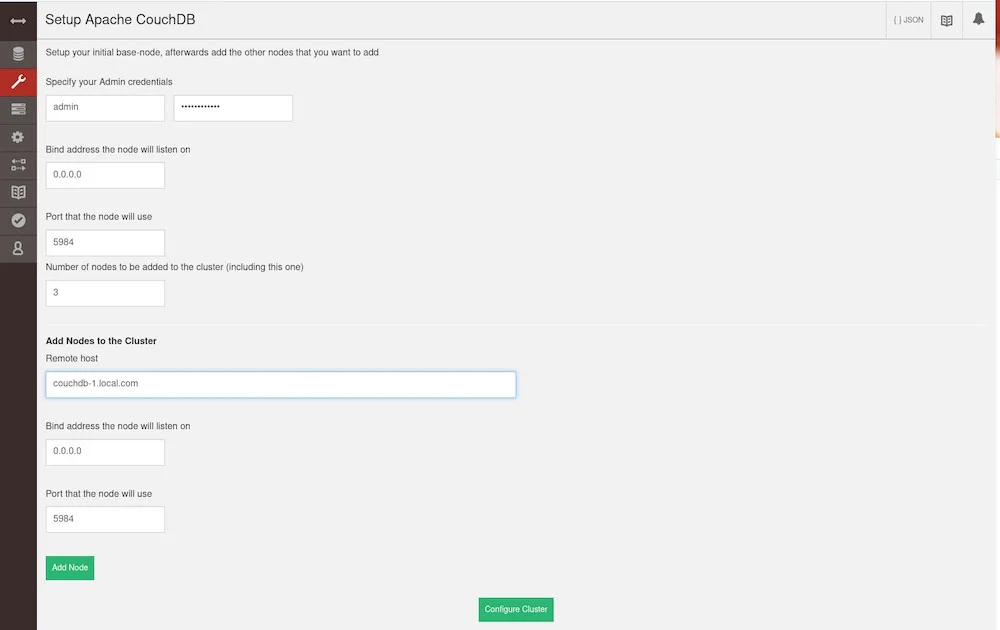 Setup Apache CouchDB
{ } JSON
Setup your initial base-node, afterwards add the other nodes that you want to add
Specify your Admin credentials
admin ••••••••••••
Bind address the node will listen on
0.0.0.0
Port that the node will use
5984
Number of nodes to be added to the cluster (including this one)
3
Add Nodes to the Cluster
Remote host
couchdb-1.local.com
Bind address the node will listen on
0.0.0.0
Port that the node will use
5984
Add Node
Configure Cluster